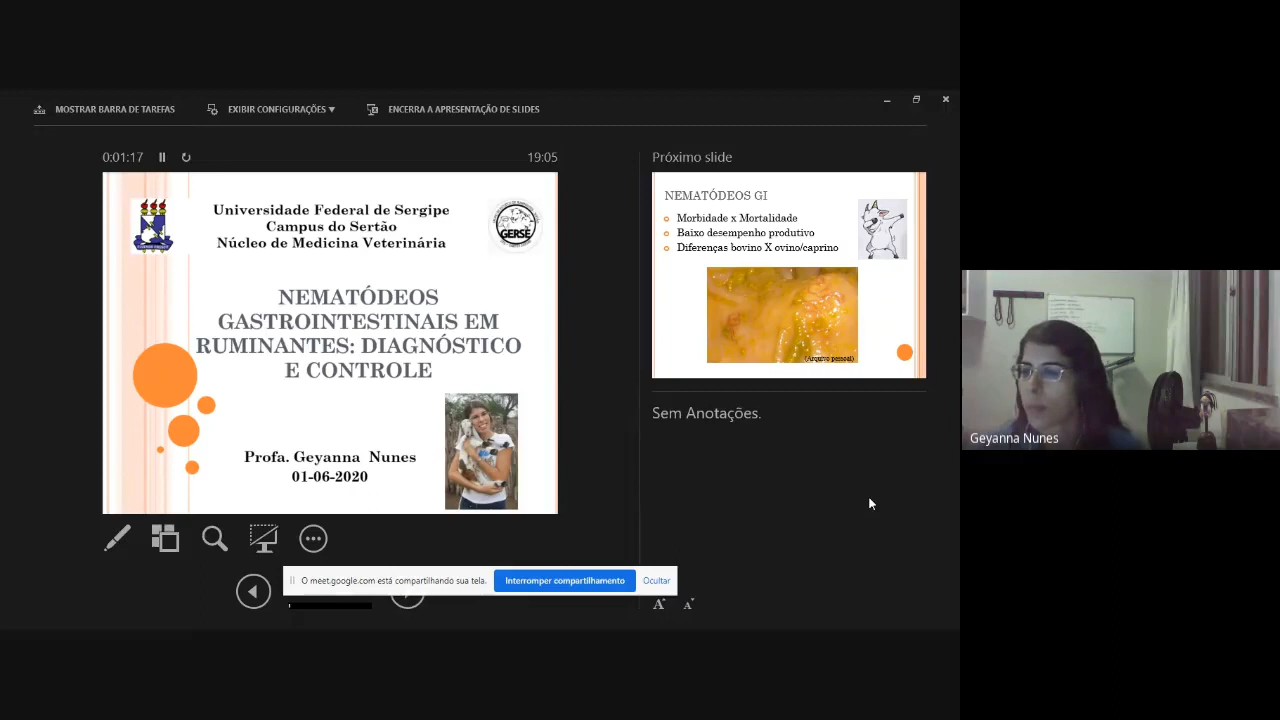 MOSTRAR BARRA DE TAREFAS
EXIBIR CONFIGURAÇÕES ▾
ENCERRA A APRESENTAÇÃO DE SLIDES
0:01:17
19:05
Universidade Federal de Sergipe
Campus do Sertão
Núcleo de Medicina Veterinária
GERSE
NEMATÓDEOS
GASTROINTESTINAIS EM
RUMINANTES: DIAGNÓSTICO
E CONTROLE
Profa. Geyanna Nunes
01-06-2020
Próximo slide
NEMATÓDEOS GI
Morbidade x Mortalidade
Baixo desempenho produtivo
Diferenças bovino X ovino/caprino
(Arquivo pessoal)
Sem Anotações.
O meet.google.com está compartilhando sua tela.
Interromper compartilhamento
Ocultar
A A
Geyanna Nunes